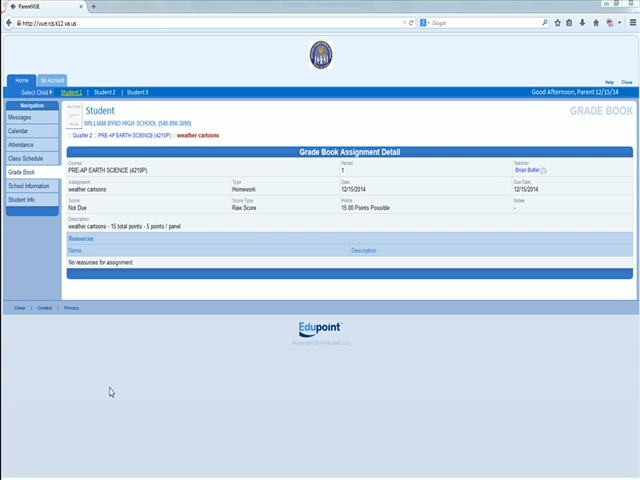 ParentVUE
http://vue.rcs.k12.va.us
Google
Home
My Account
Help
Close
Select Child
Student 1 | Student 2 | Student 3
Good Afternoon, Parent 12/15/14
Navigation
Messages
Calendar
Attendance
Class Schedule
Grade Book
School Information
Student Info
Student
GRADE BOOK
WILLIAM BYRD HIGH SCHOOL (540-890-3090)
:: Quarter 2 :: PRE-AP EARTH SCIENCE (4210P) :: weather cartoons
Grade Book Assignment Detail
Course
PRE-AP EARTH SCIENCE (4210P)
Period
1
Teacher
Brian Butler
Assignment
weather cartoons
Type
Homework
Date
12/15/2014
Due Date
12/15/2014
Score
Not Due
Score Type
Raw Score
Points
15.00 Points Possible
Notes
-
Description
weather cartoons - 15 total points - 5 points / panel
Resources
Name
Description
No resources for assignment.
Close | Contact | Privacy
Edupoint
©Copyright 2014 Edupoint, LLC